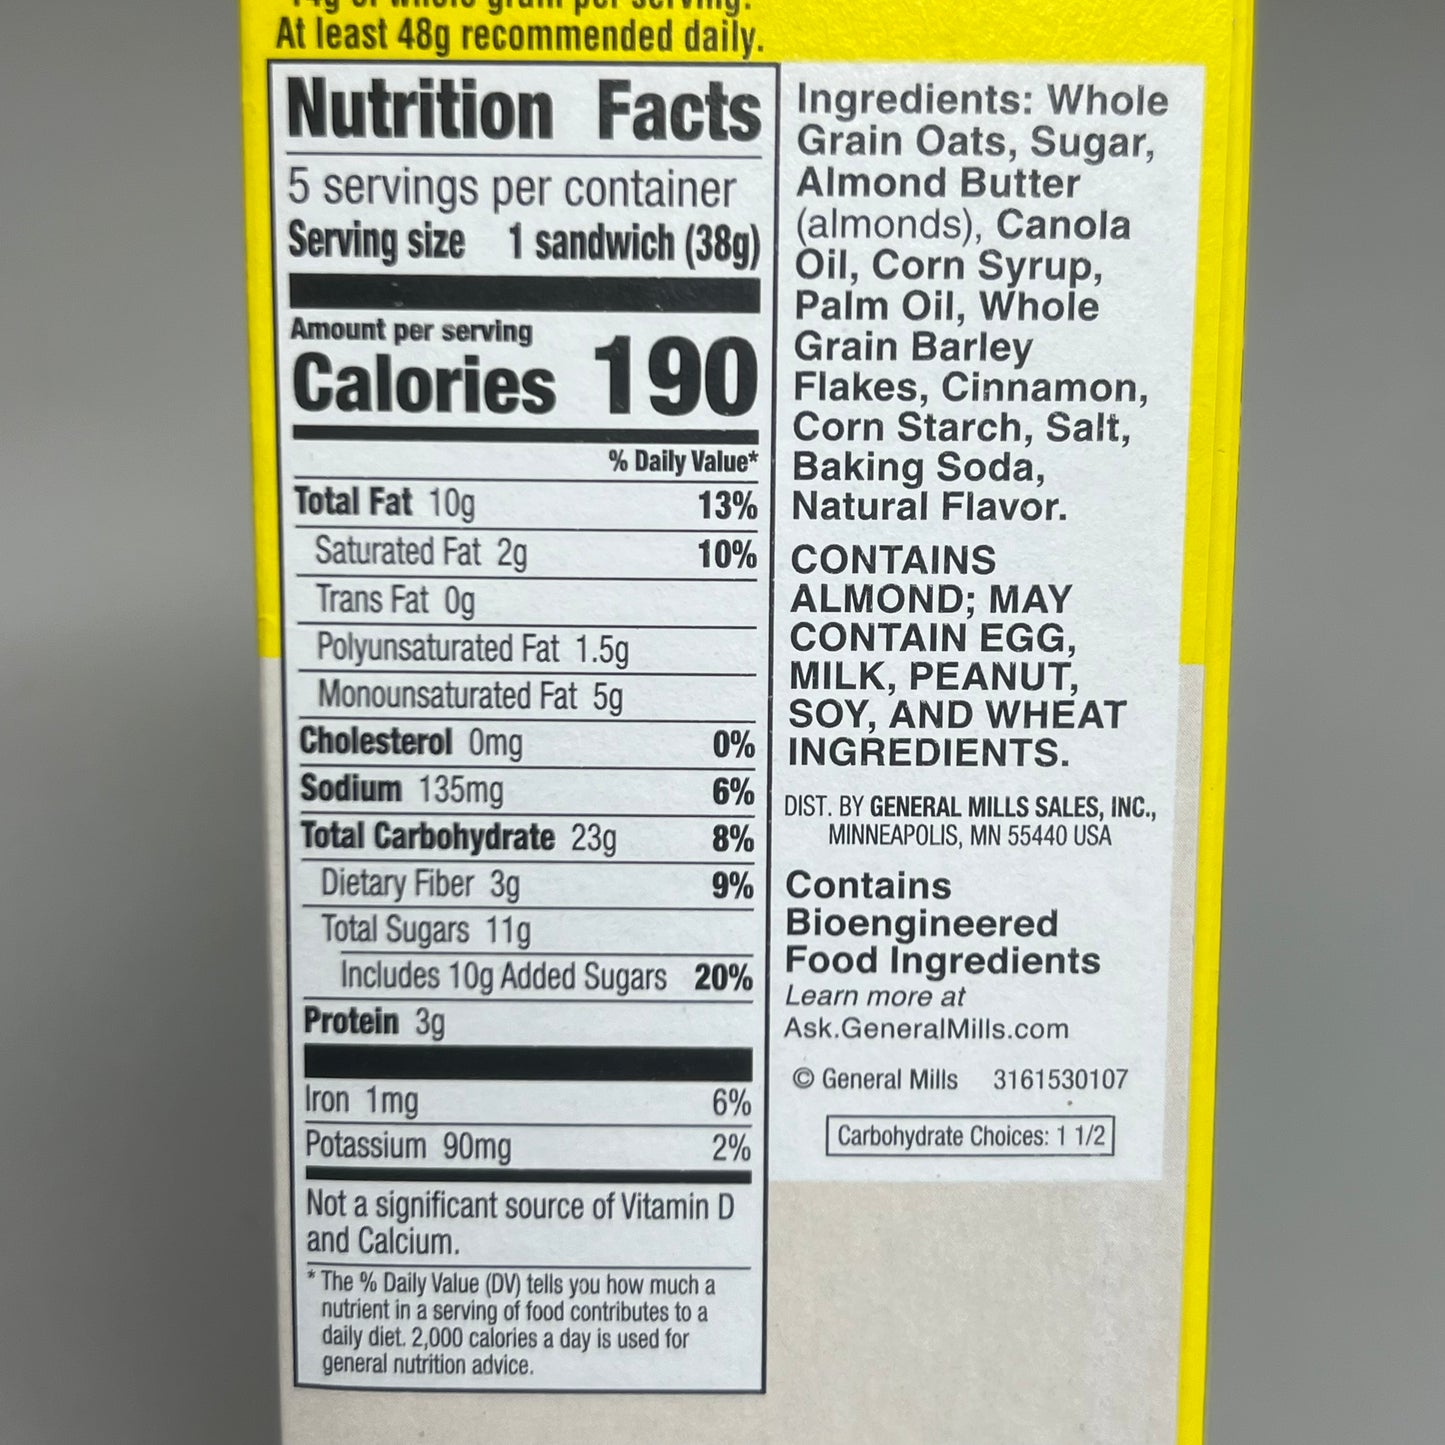 14g of whole grain per serving.
At least 48g recommended daily.
Nutrition Facts
5 servings per container
Serving size 1 sandwich (38g)
Amount per serving
Calories 190
% Daily Value*
Total Fat 10g 13%
Saturated Fat 2g 10%
Trans Fat 0g
Polyunsaturated Fat 1.5g
Monounsaturated Fat 5g
Cholesterol 0mg 0%
Sodium 135mg 6%
Total Carbohydrate 23g 8%
Dietary Fiber 3g 9%
Total Sugars 11g
Includes 10g Added Sugars 20%
Protein 3g
Iron 1mg 6%
Potassium 90mg 2%
Not a significant source of Vitamin D
and Calcium.
* The % Daily Value (DV) tells you how much a
nutrient in a serving of food contributes to a
daily diet. 2,000 calories a day is used for
general nutrition advice.
Ingredients: Whole
Grain Oats, Sugar,
Almond Butter
(almonds), Canola
Oil, Corn Syrup,
Palm Oil, Whole
Grain Barley
Flakes, Cinnamon,
Corn Starch, Salt,
Baking Soda,
Natural Flavor.
CONTAINS
ALMOND; MAY
CONTAIN EGG,
MILK, PEANUT,
SOY, AND WHEAT
INGREDIENTS.
DIST. BY GENERAL MILLS SALES, INC.,
MINNEAPOLIS, MN 55440 USA
Contains
Bioengineered
Food Ingredients
Learn more at
Ask.GeneralMills.com
© General Mills 3161530107
Carbohydrate Choices: 1 1/2